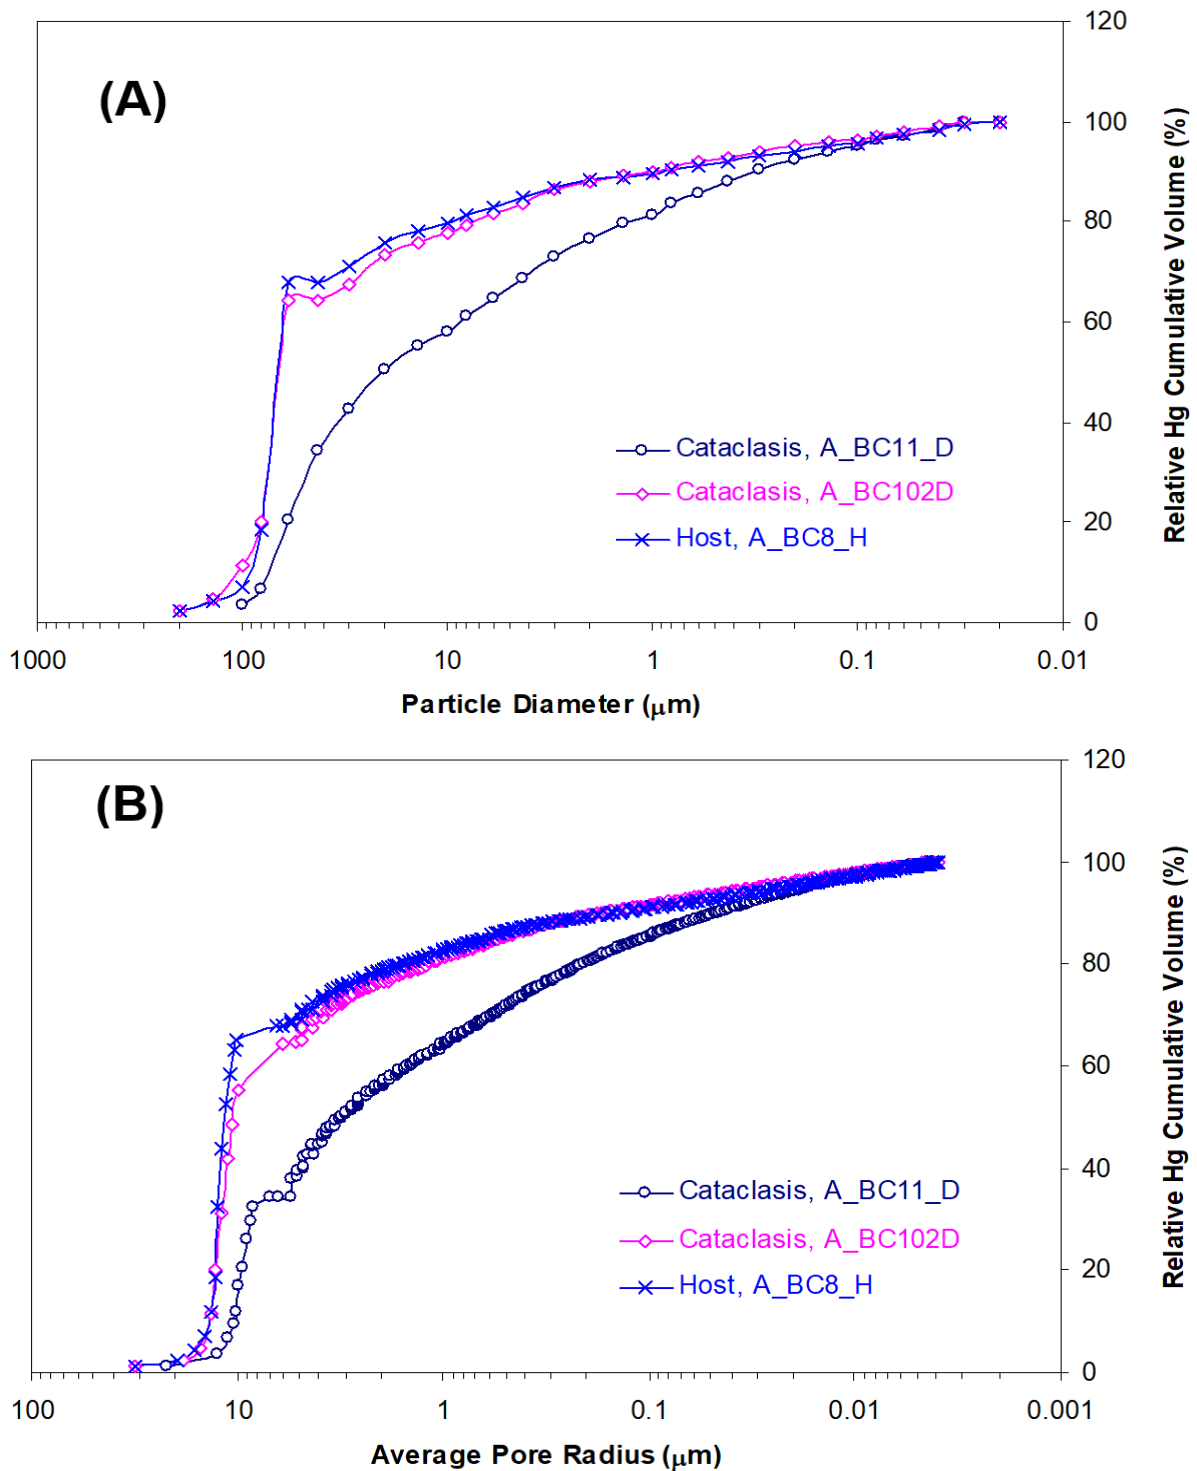 (A)
120
100
80
60
40
20
0
Relative Hg Cumulative Volume (%)
Cataclasis, A_BC11_D
Cataclasis, A_BC102D
Host, A_BC8_H
1000 100 10 1 0.1 0.01
Particle Diameter (μm)
(B)
120
100
80
60
40
20
0
Relative Hg Cumulative Volume (%)
Cataclasis, A_BC11_D
Cataclasis, A_BC102D
Host, A_BC8_H
100 10 1 0.1 0.01 0.001
Average Pore Radius (μm)